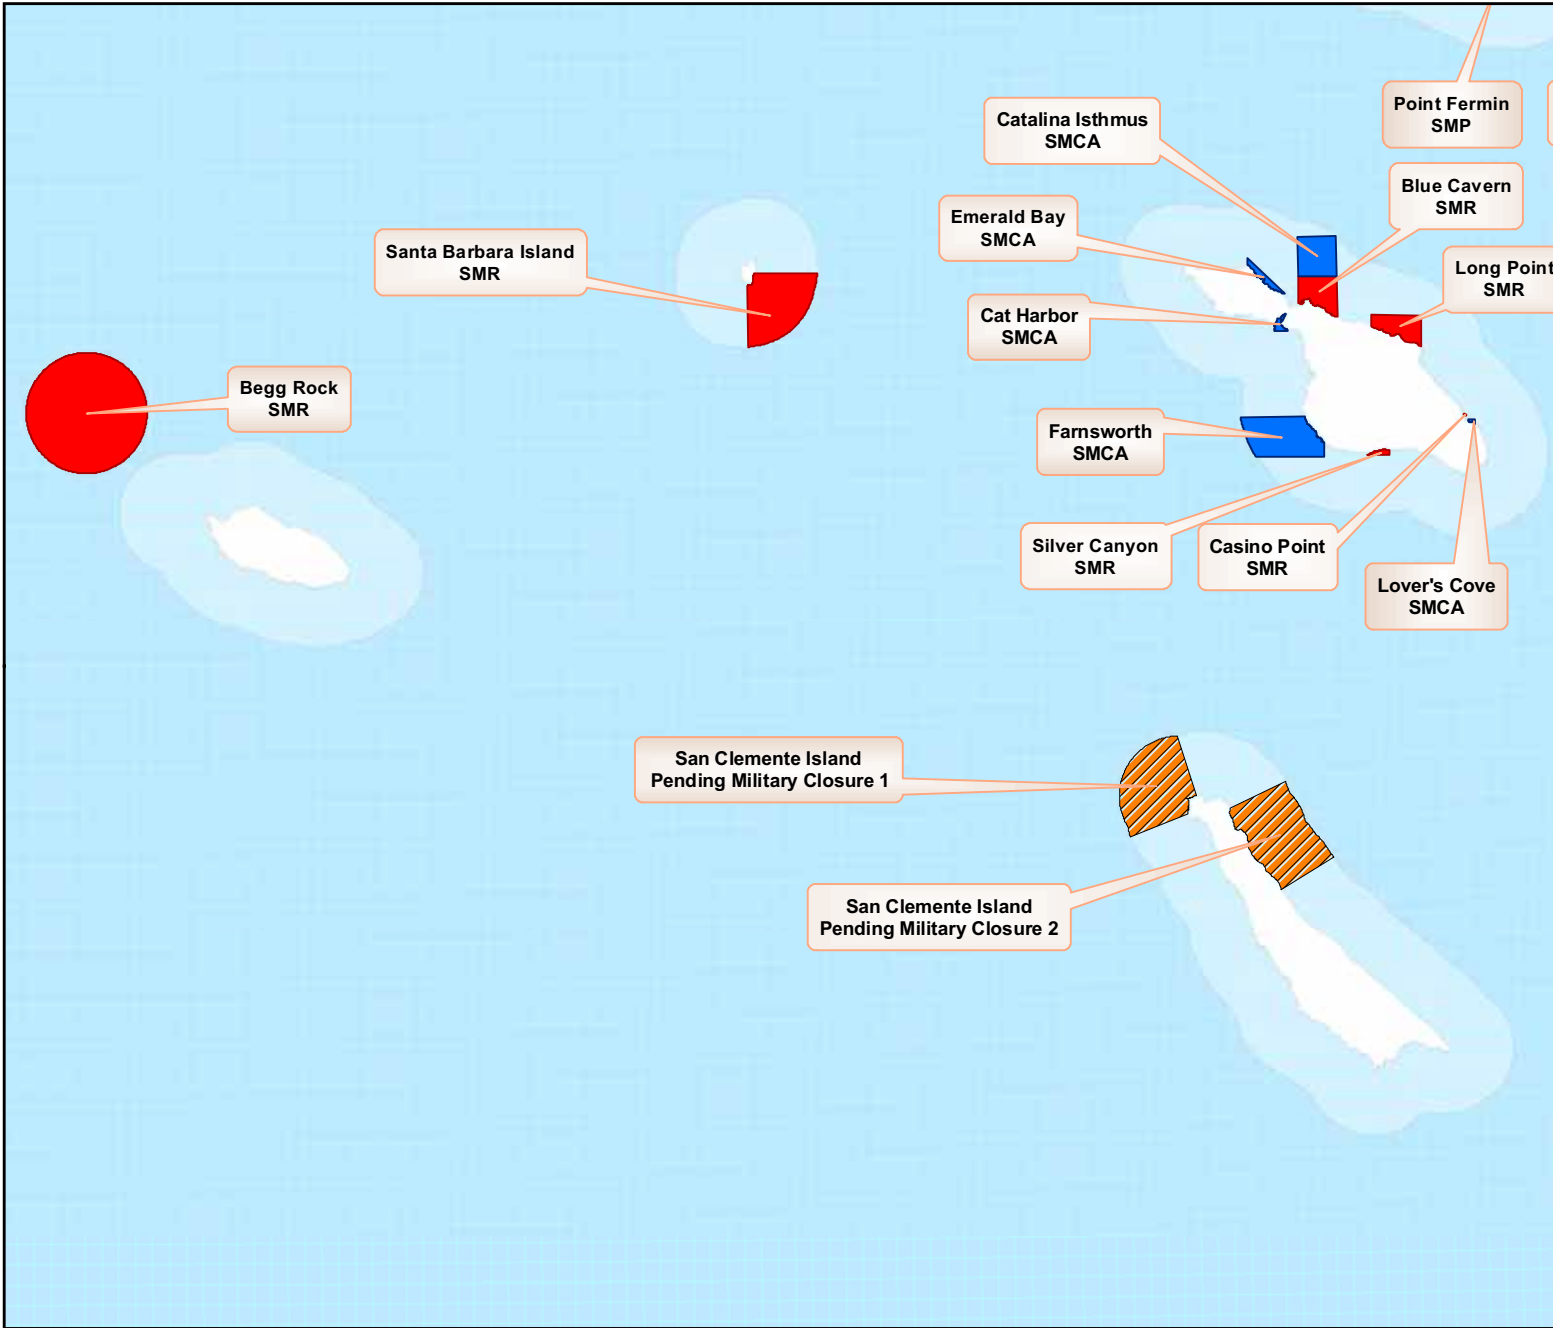 Point Fermin
SMP
Catalina Isthmus
SMCA
Blue Cavern
SMR
Emerald Bay
SMCA
Santa Barbara Island
SMR
Long Point
SMR
Cat Harbor
SMCA
Begg Rock
SMR
Farnsworth
SMCA
Silver Canyon
SMR
Casino Point
SMR
Lover's Cove
SMCA
San Clemente Island
Pending Military Closure 1
San Clemente Island
Pending Military Closure 2